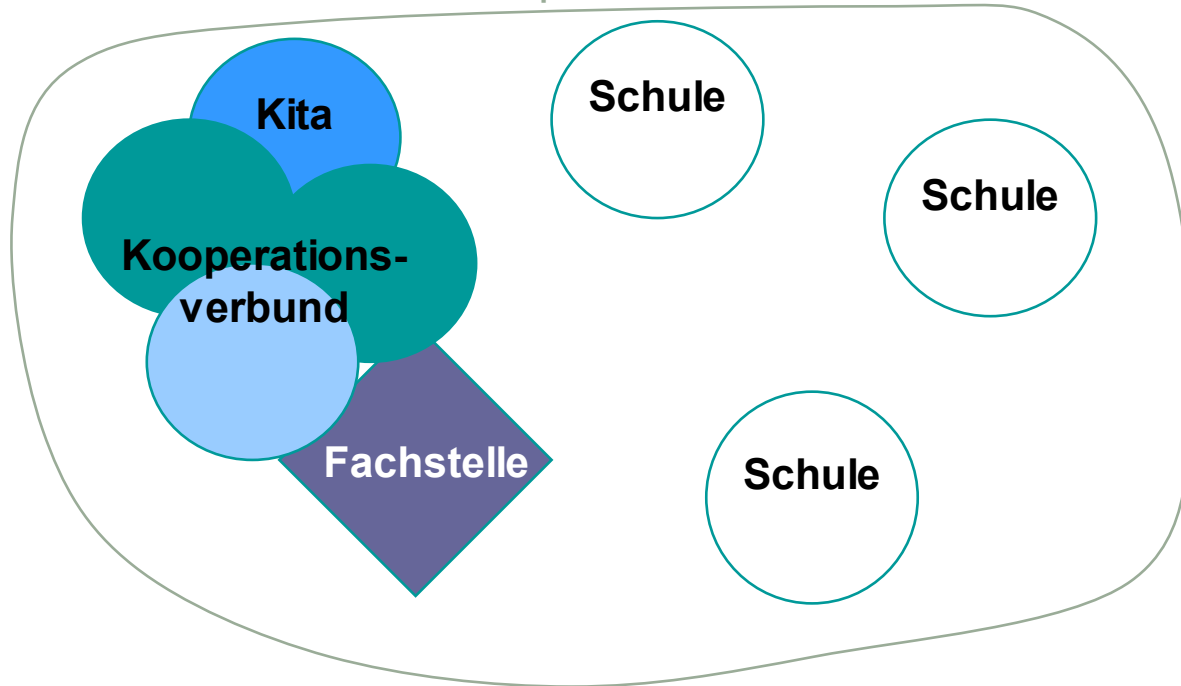 Kita
Schule
Schule
Kooperations-
verbund
Fachstelle
Schule